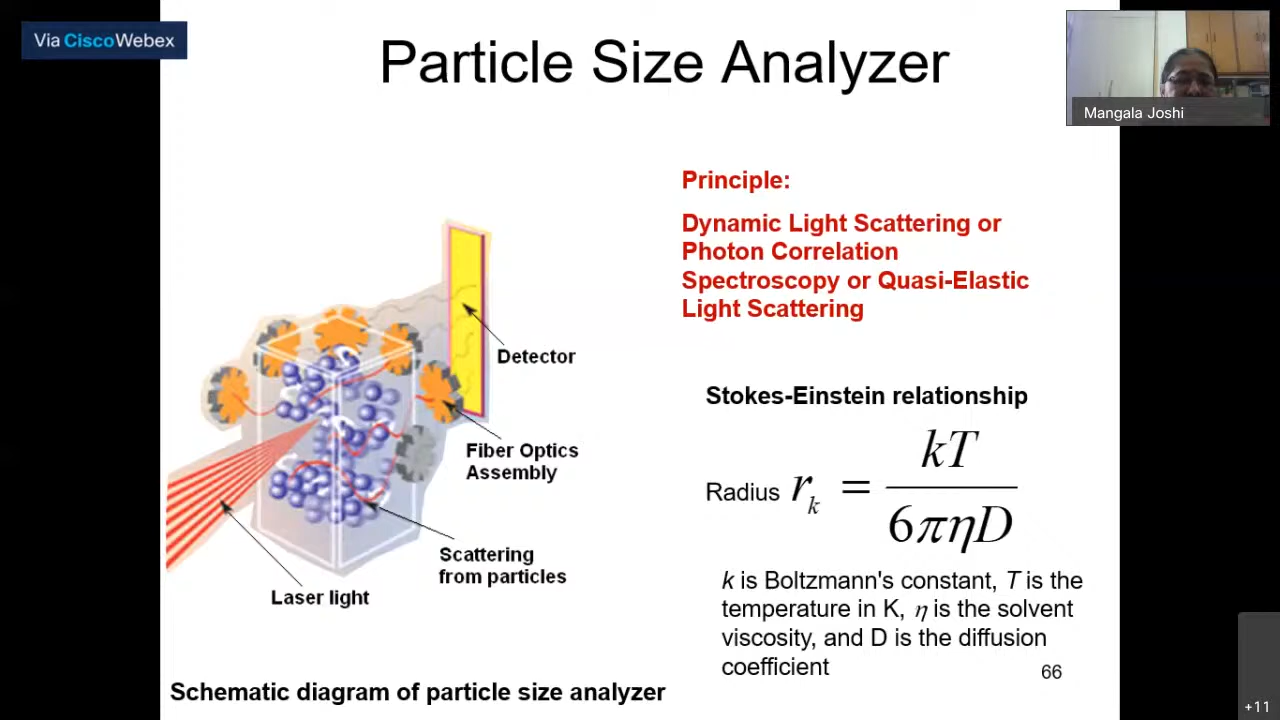 Via CiscoWebex
Particle Size Analyzer
Mangala Joshi
Principle:
Dynamic Light Scattering or
Photon Correlation
Spectroscopy or Quasi-Elastic
Light Scattering
Detector
Fiber Optics
Assembly
Scattering
from particles
Laser light
Schematic diagram of particle size analyzer
Stokes-Einstein relationship
Radius r_k = kT / 6πηD
k is Boltzmann's constant, T is the
temperature in K, η is the solvent
viscosity, and D is the diffusion
coefficient
66
+11